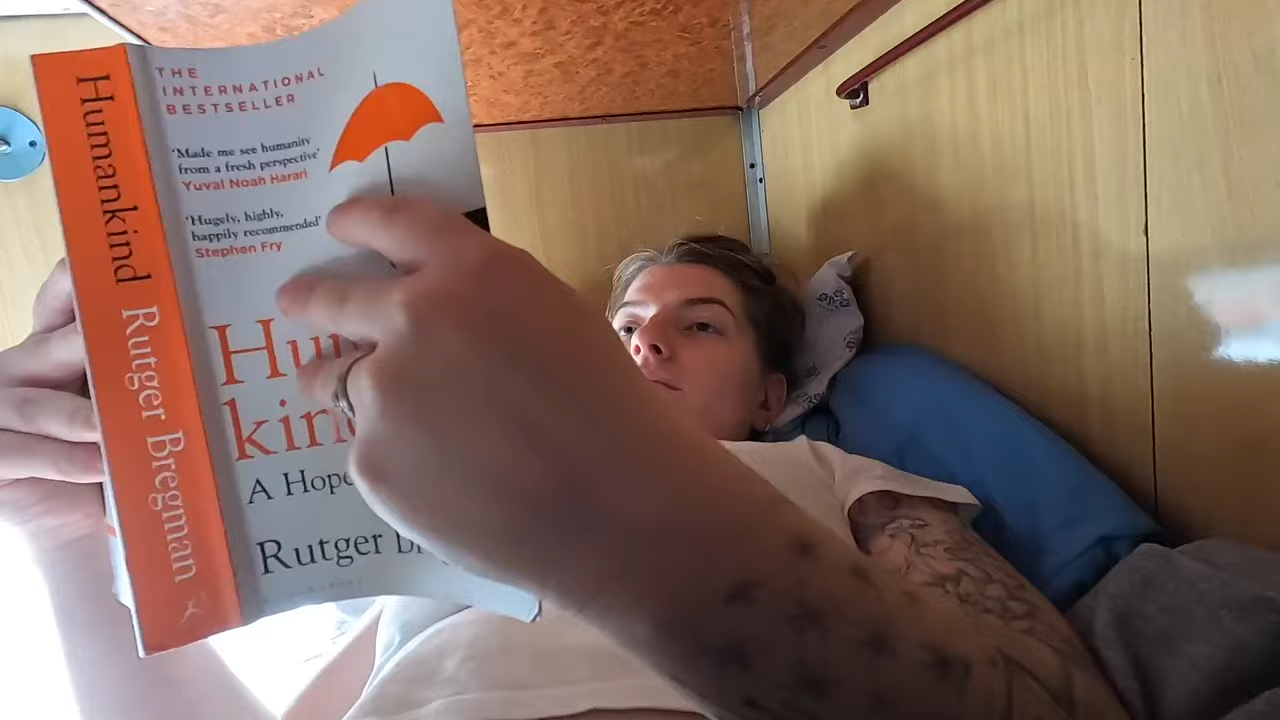 Humankind Rutger Bregman
THE
INTERNATIONAL
BESTSELLER
'Made me see humanity
from a fresh perspective'
Yuval Noah Harari
'Hugely, highly,
happily recommended'
Stephen Fry
Hu
kin
A Hope
Rutger